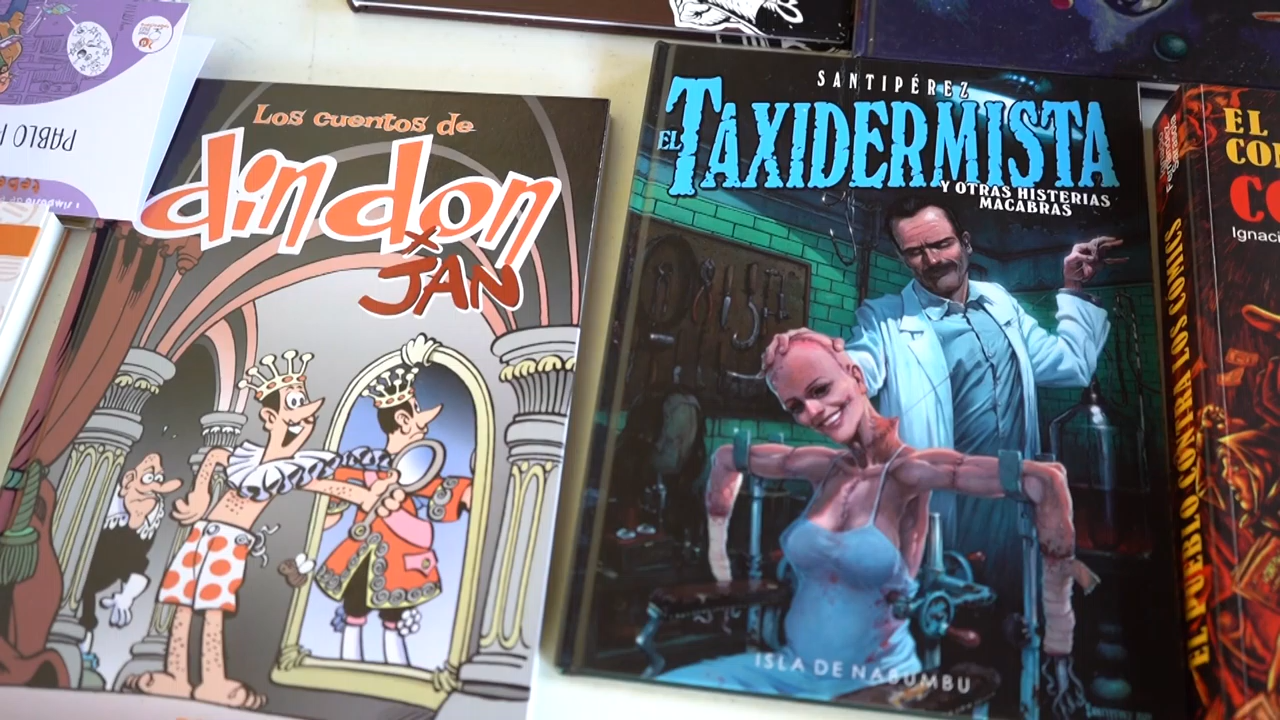 PABLO
Los cuentos de
din don
x
JAN
SANTIPÉREZ
EL TAXIDERMISTA
Y OTRAS HISTERIAS
MACABRAS
ISLA DE NABUMBU
EL PUEBLO CONTRA LOS COMICS
EL
CO
Ignaci